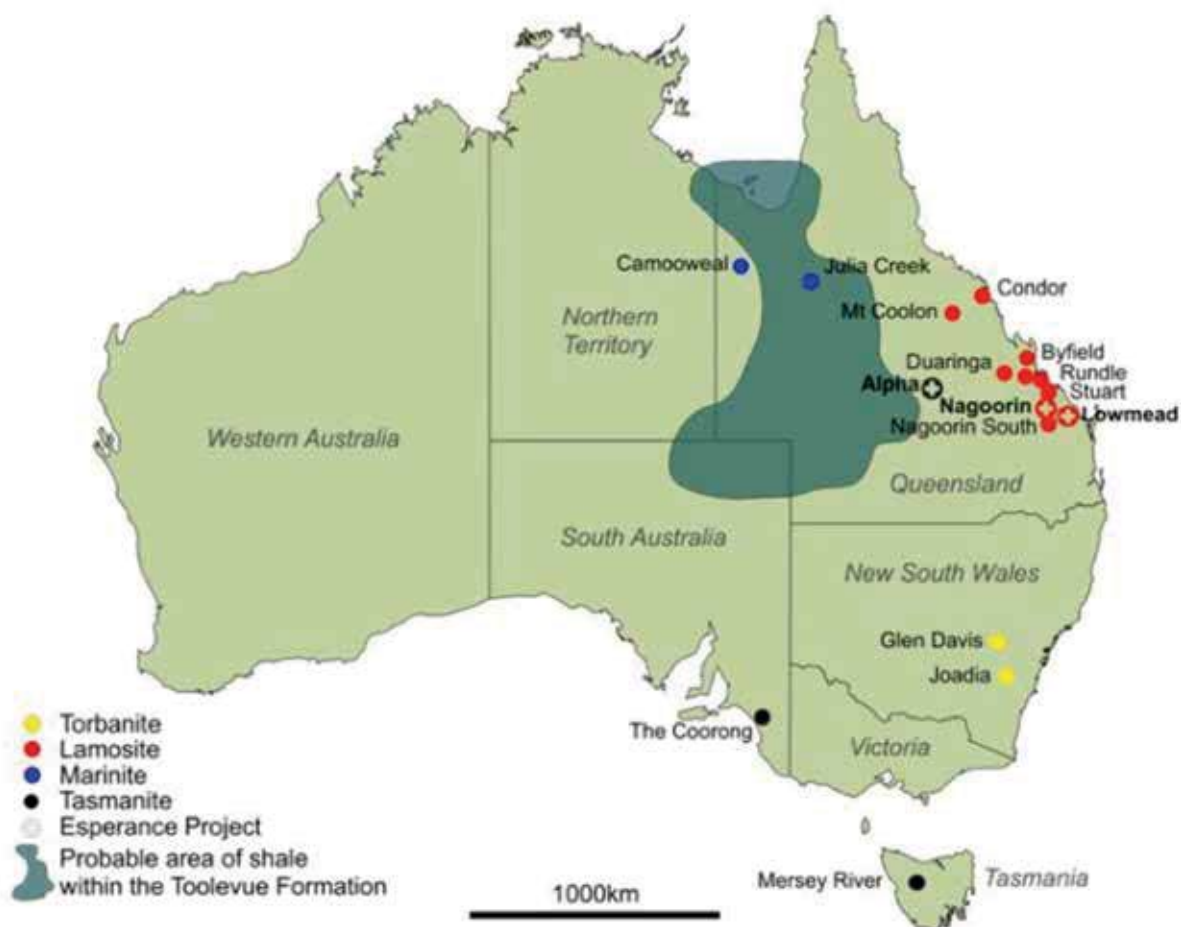 Camooweal
Julia Creek
Condor
Mt Coolon
Northern
Territory
Byfield
Duaringa
Rundle
Alpha
Stuart
Nagoorin
Lowmead
Nagoorin South
Western Australia
Queensland
South Australia
New South Wales
Glen Davis
Joadia
The Coorong
Victoria
Torbanite
Lamosite
Marinite
Tasmanite
Esperance Project
Probable area of shale
within the Toolevue Formation
1000km
Mersey River
Tasmania